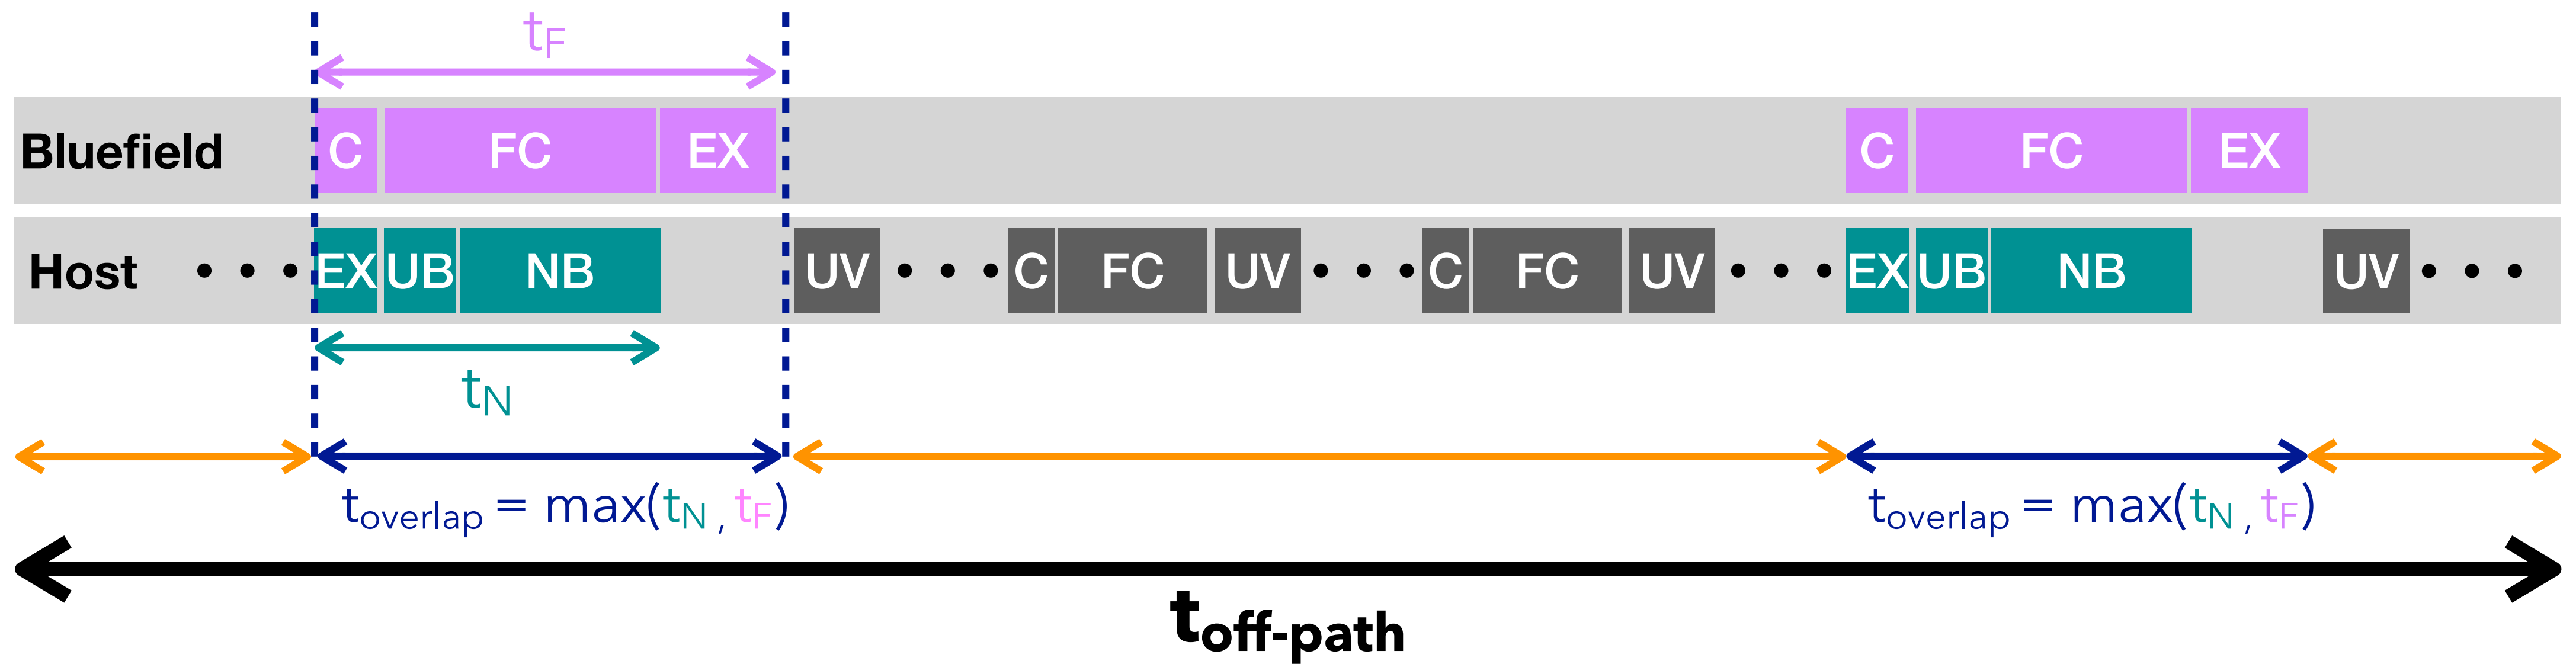 tF
Bluefield C FC EX C FC EX
Host • • • EX UB NB UV • • • C FC UV • • • C FC UV • • • EX UB NB UV • • •
tN
toverlap = max(tN , tF) toverlap = max(tN , tF)
toff-path